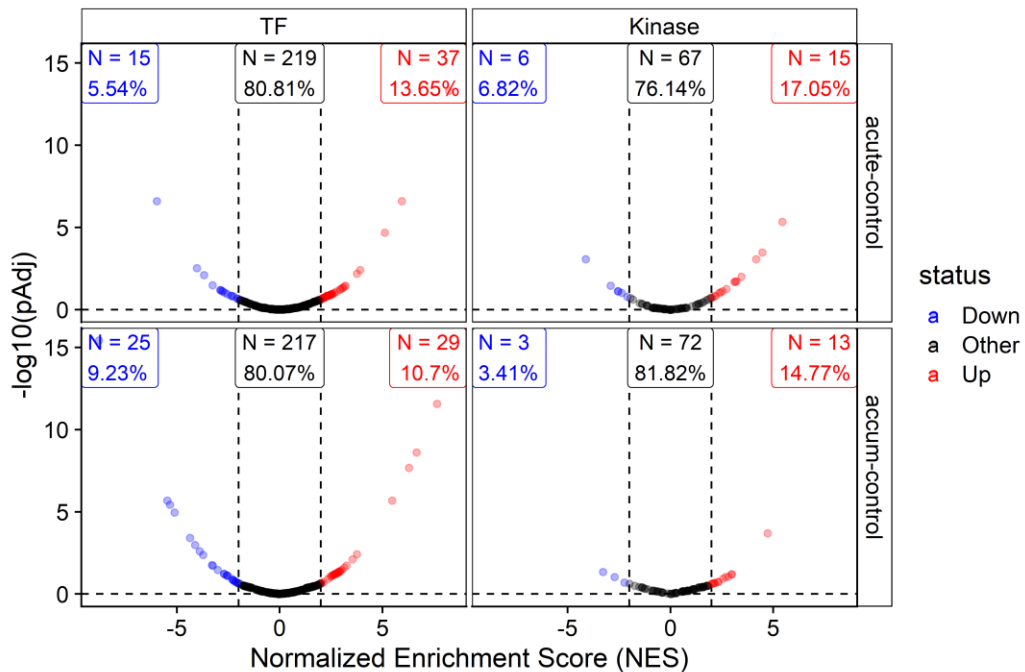 TF
Kinase
N = 15
5.54%
N = 219
80.81%
N = 37
13.65%
N = 6
6.82%
N = 67
76.14%
N = 15
17.05%
acute-control
15
10
5
0
N = 25
9.23%
N = 217
80.07%
N = 29
10.7%
N = 3
3.41%
N = 72
81.82%
N = 13
14.77%
accum-control
15
10
5
0
-log10(pAdj)
-5
0
5
-5
0
5
Normalized Enrichment Score (NES)
status
a Down
a Other
a Up